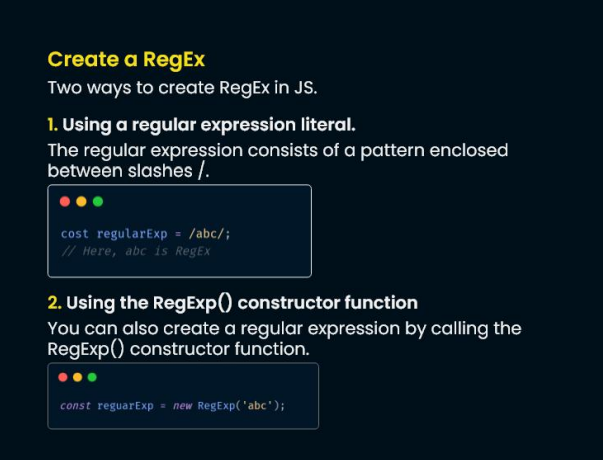 Create a RegEx
Two ways to create RegEx in JS.
1. Using a regular expression literal.
The regular expression consists of a pattern enclosed
between slashes /.
cost regularExp = /abc/;
// Here, abc is RegEx
2. Using the RegExp() constructor function
You can also create a regular expression by calling the
RegExp() constructor function.
const reguarExp = new RegExp('abc');